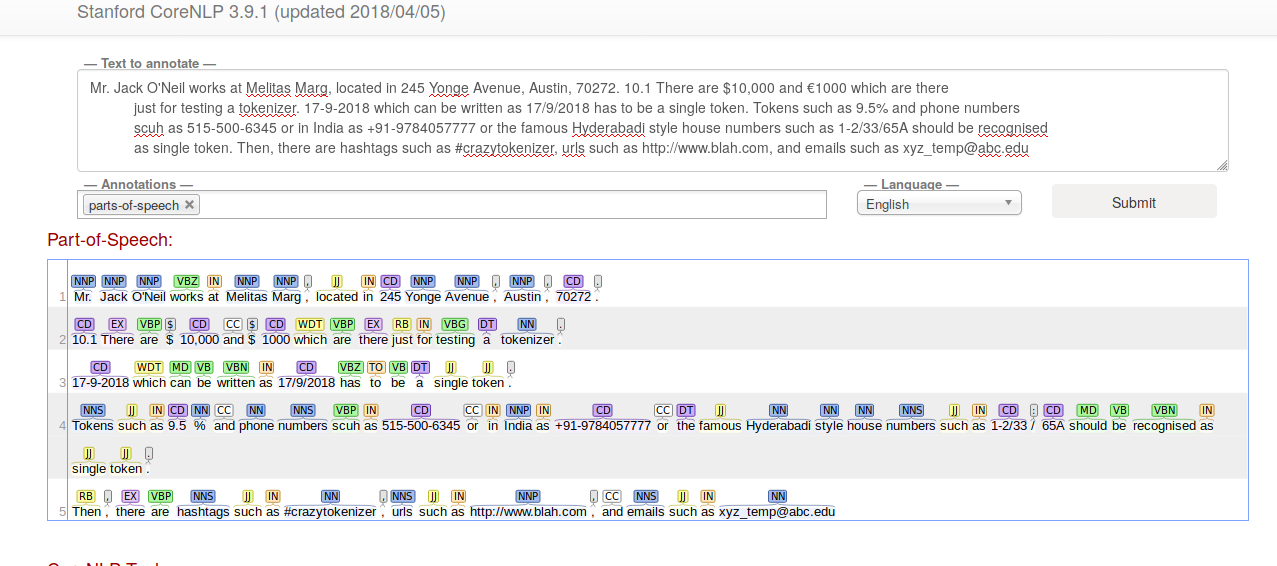 Stanford CoreNLP 3.9.1 (updated 2018/04/05)
— Text to annotate —
Mr. Jack O'Neil works at Melitas Marg, located in 245 Yonge Avenue, Austin, 70272. 10.1 There are $10,000 and €1000 which are there
just for testing a tokenizer. 17-9-2018 which can be written as 17/9/2018 has to be a single token. Tokens such as 9.5% and phone numbers
scuh as 515-500-6345 or in India as +91-9784057777 or the famous Hyderabadi style house numbers such as 1-2/33/65A should be recognised
as single token. Then, there are hashtags such as #crazytokenizer, urls such as http://www.blah.com, and emails such as xyz_temp@abc.edu
— Annotations — — Language —
parts-of-speech ✕ English Submit
Part-of-Speech:
NNP NNP NNP VBZ IN NNP NNP , JJ IN CD NNP NNP , NNP , CD .
1 Mr. Jack O'Neil works at Melitas Marg , located in 245 Yonge Avenue , Austin , 70272 .
CD EX VBP $ CD CC $ CD WDT VBP EX RB IN VBG DT NN .
2 10.1 There are $ 10,000 and $ 1000 which are there just for testing a tokenizer .
CD WDT MD VB VBN IN CD VBZ TO VB DT JJ JJ .
3 17-9-2018 which can be written as 17/9/2018 has to be a single token .
NNS JJ IN CD NN CC NN NNS VBP IN CD CC IN NNP IN CD CC DT JJ NN NN NN NNS JJ IN CD : CD MD VB VBN IN
4 Tokens such as 9.5 % and phone numbers scuh as 515-500-6345 or in India as +91-9784057777 or the famous Hyderabadi style house numbers such as 1-2/33 / 65A should be recognised as
JJ JJ .
single token .
RB , EX VBP NNS JJ IN NN , NNS JJ IN NNP , CC NNS JJ IN NN
5 Then , there are hashtags such as #crazytokenizer , urls such as http://www.blah.com , and emails such as xyz_temp@abc.edu